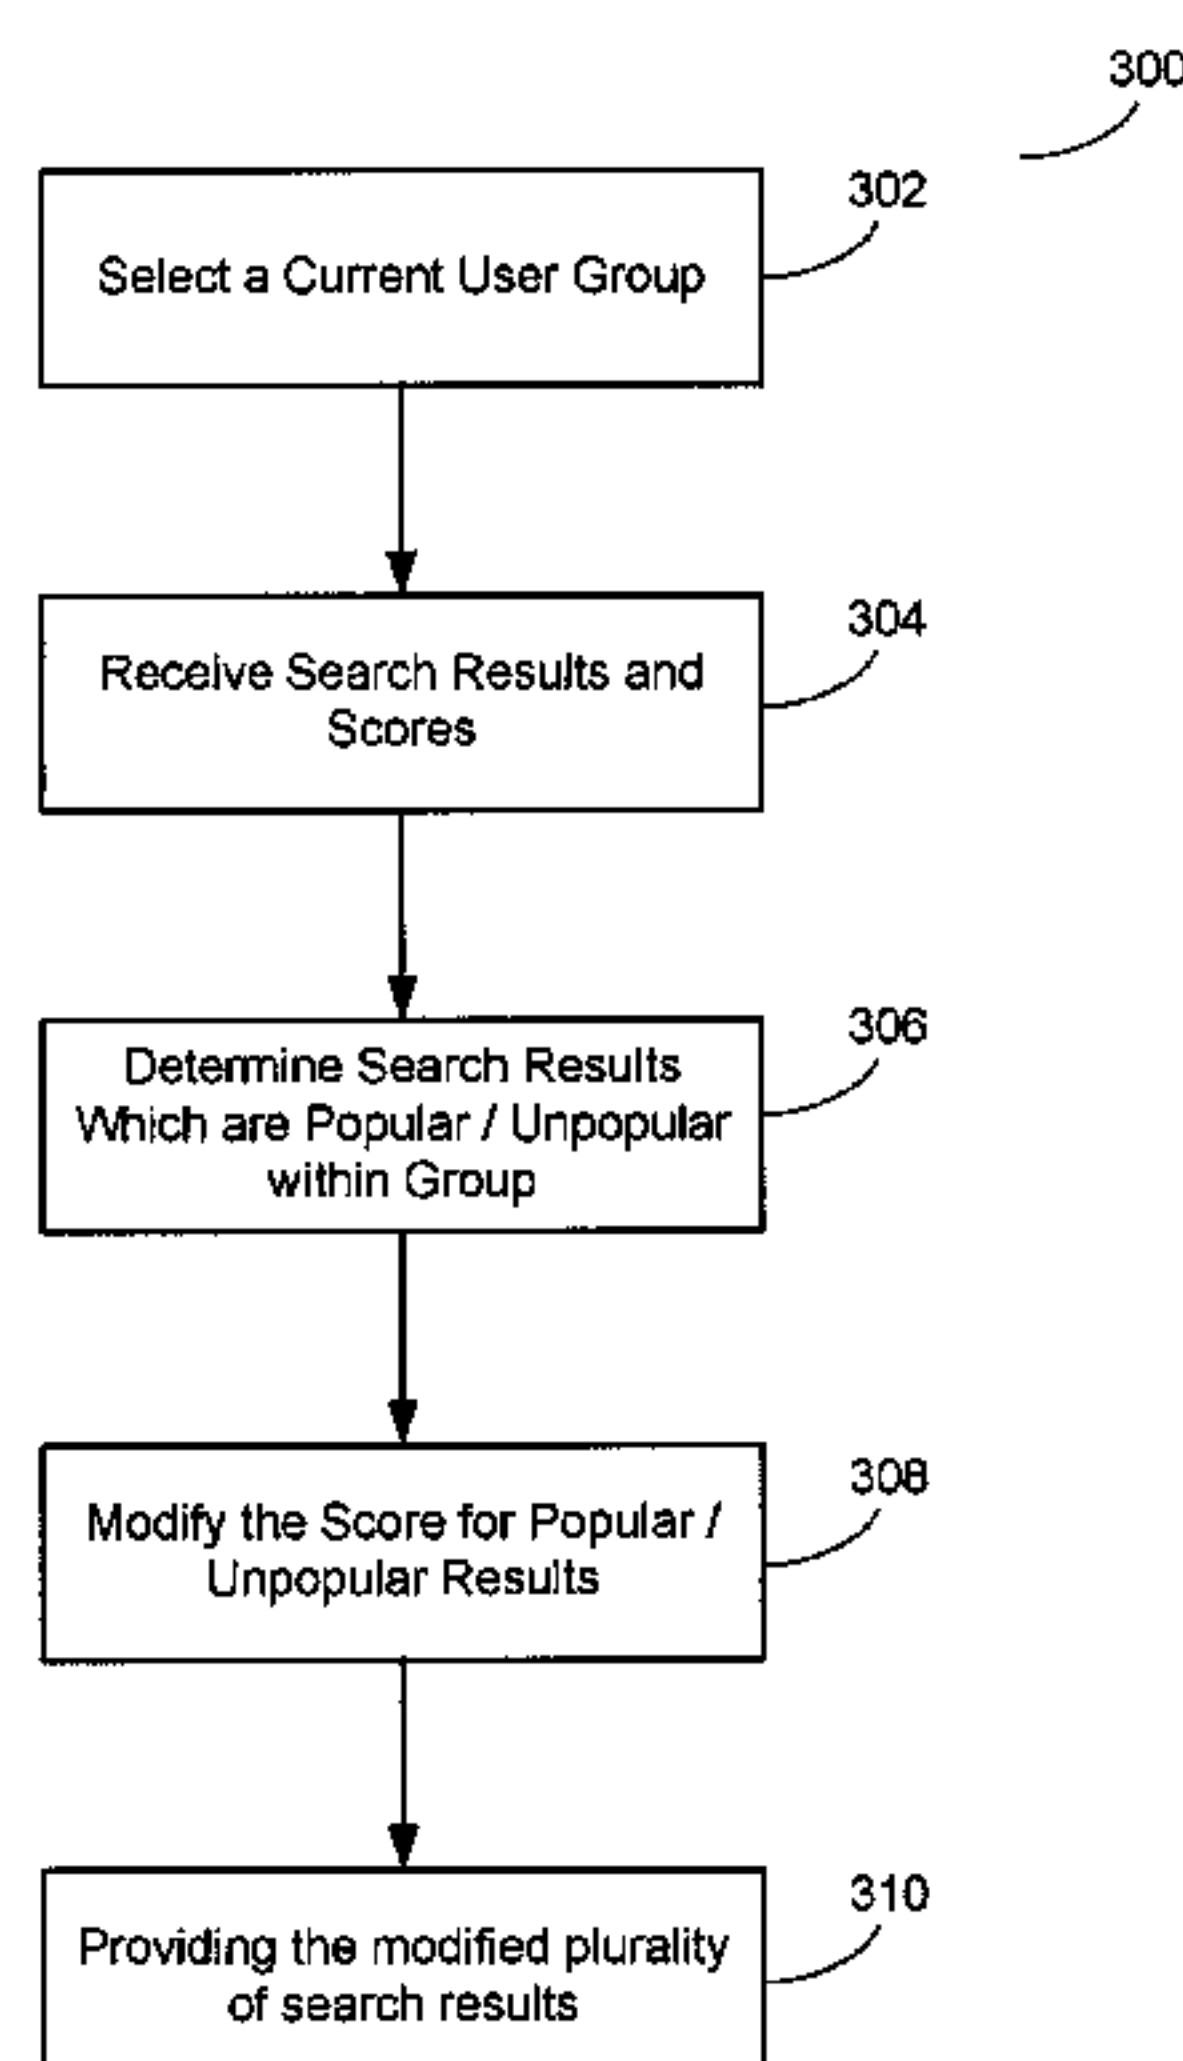 300
302
Select a Current User Group
304
Receive Search Results and
Scores
306
Determine Search Results
Which are Popular / Unpopular
within Group
308
Modify the Score for Popular /
Unpopular Results
310
Providing the modified plurality
of search results